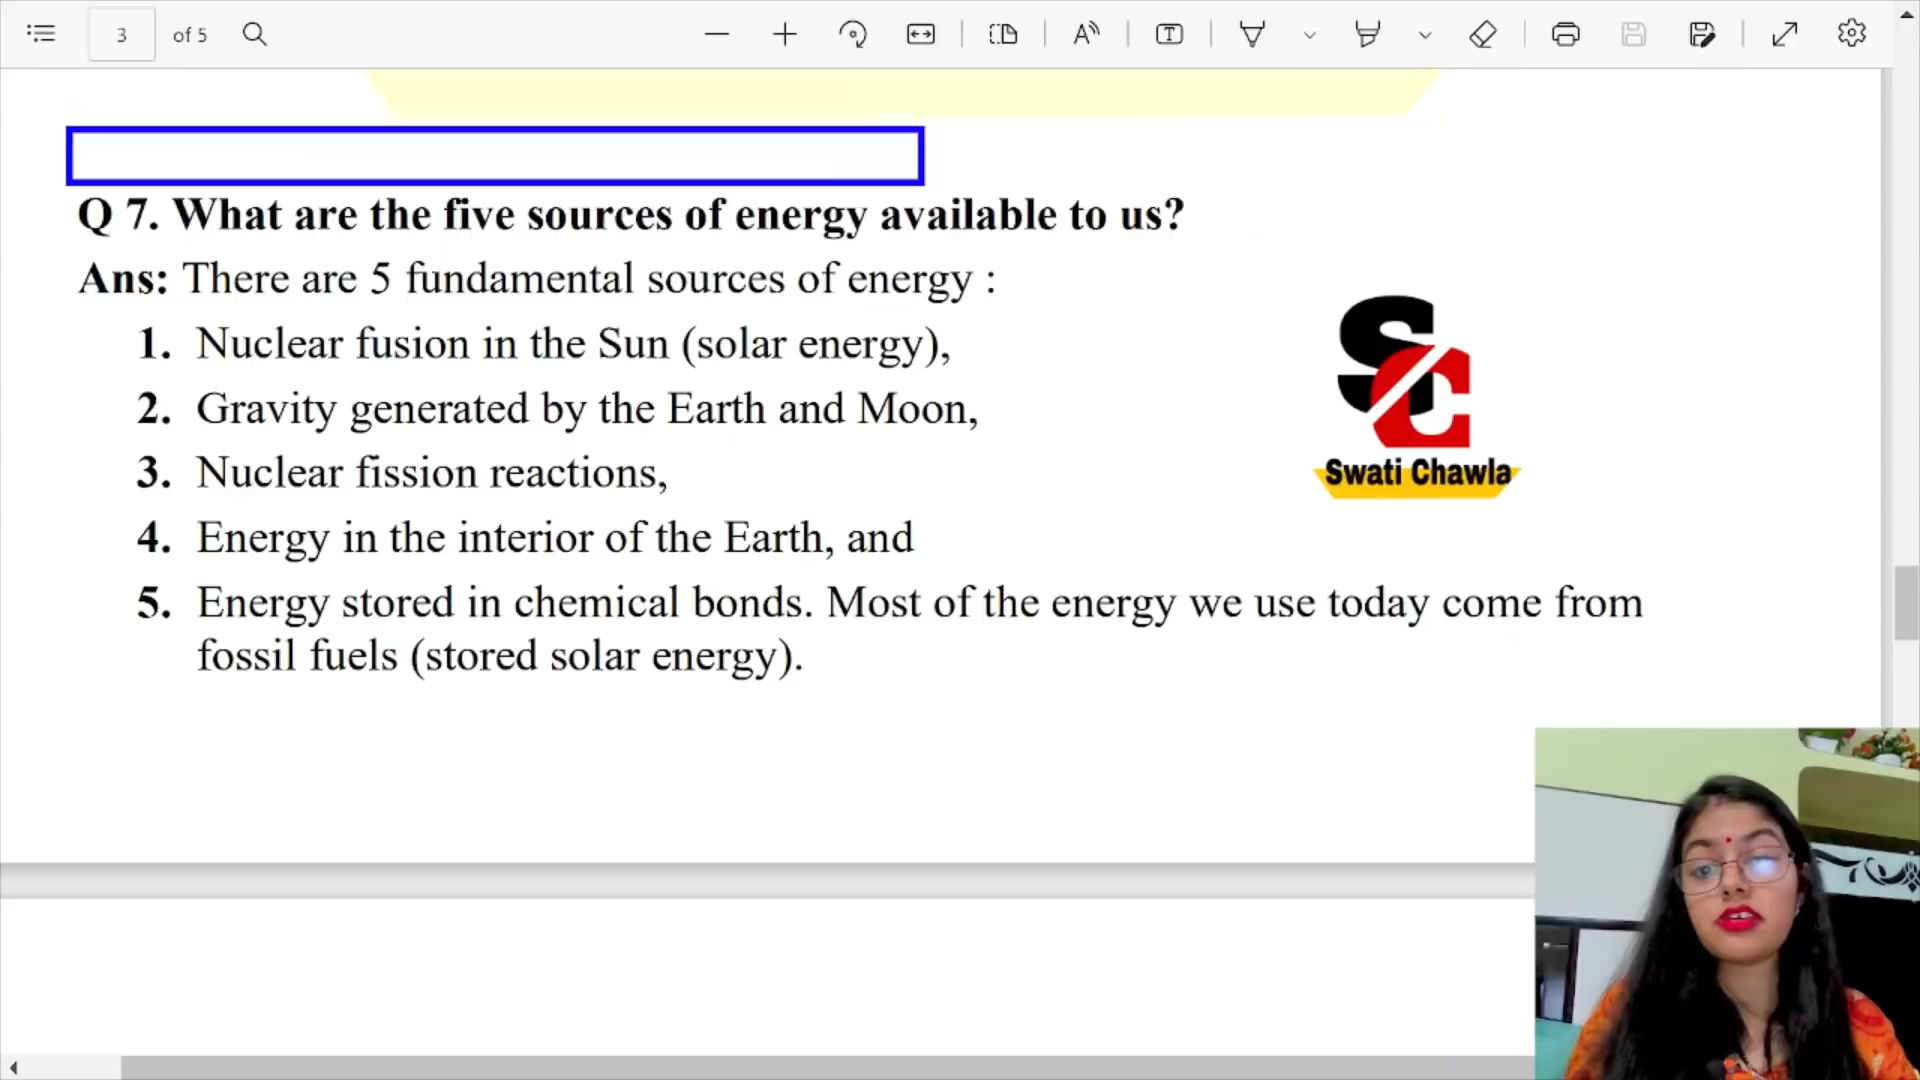 3 of 5
Q 7. What are the five sources of energy available to us?
Ans: There are 5 fundamental sources of energy :
1. Nuclear fusion in the Sun (solar energy),
2. Gravity generated by the Earth and Moon,
3. Nuclear fission reactions,
4. Energy in the interior of the Earth, and
5. Energy stored in chemical bonds. Most of the energy we use today come from
fossil fuels (stored solar energy).
SC
Swati Chawla